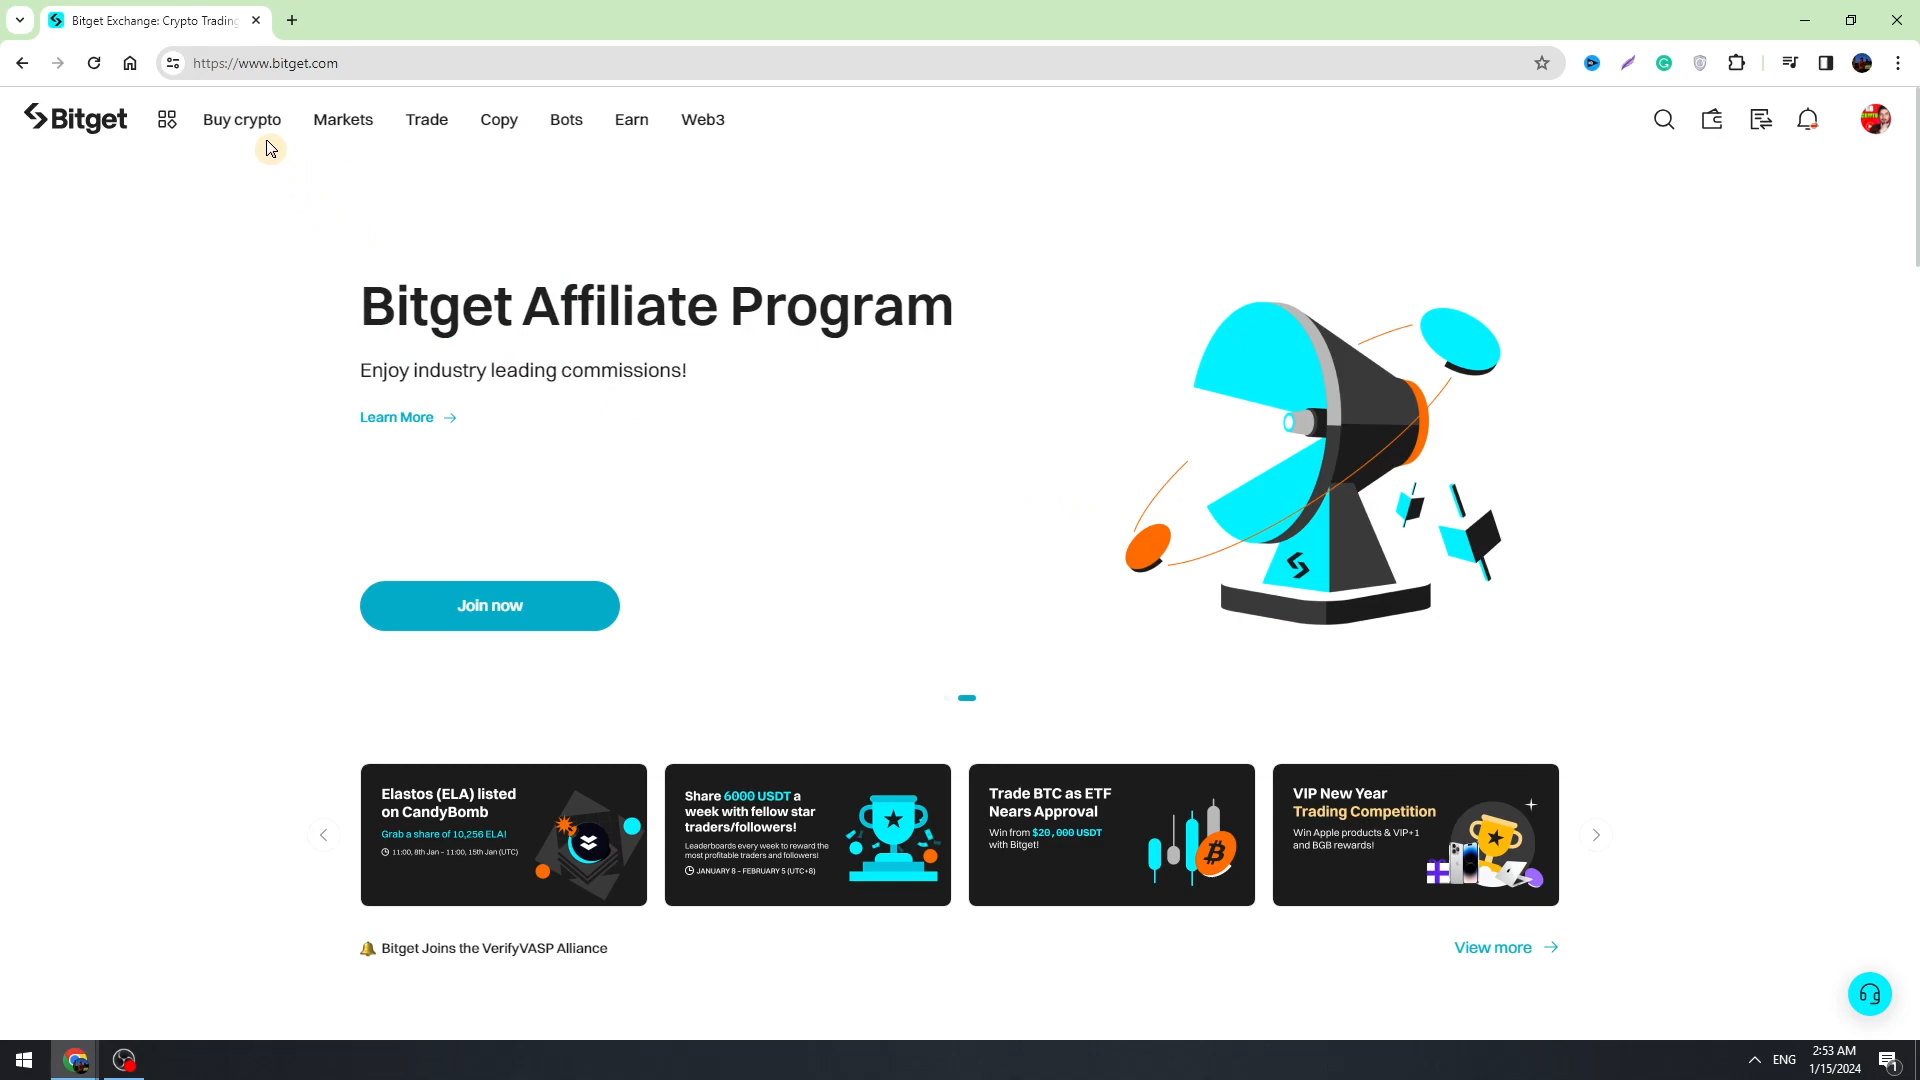 Bitget Exchange: Crypto Trading
https://www.bitget.com
Bitget
Buy crypto
Markets
Trade
Copy
Bots
Earn
Web3
Bitget Affiliate Program
Enjoy industry leading commissions!
Learn More
Join now
Elastos (ELA) listed
on CandyBomb
Grab a share of 10,256 ELA!
11:00, 8th Jan - 11:00, 15th Jan (UTC)
Share 6000 USDT a
week with fellow star
traders/followers!
Leaderboards every week to reward the
most profitable traders and followers!
JANUARY 8 - FEBRUARY 5 (UTC+8)
Trade BTC as ETF
Nears Approval
Win from $20,000 USDT
with Bitget!
VIP New Year
Trading Competition
Win Apple products & VIP+1
and BGB rewards!
Bitget Joins the VerifyVASP Alliance
View more
ENG
2:53 AM
1/15/2024
1